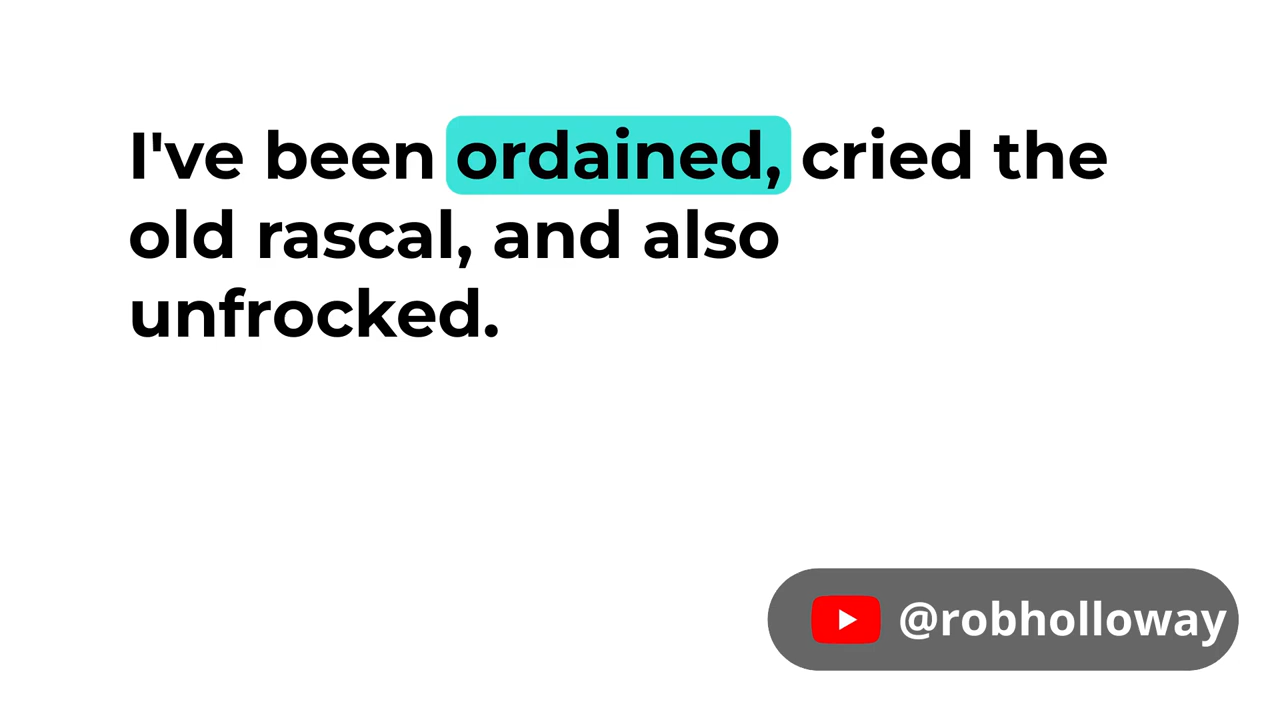 I've been ordained, cried the
old rascal, and also
unfrocked.
@robholloway